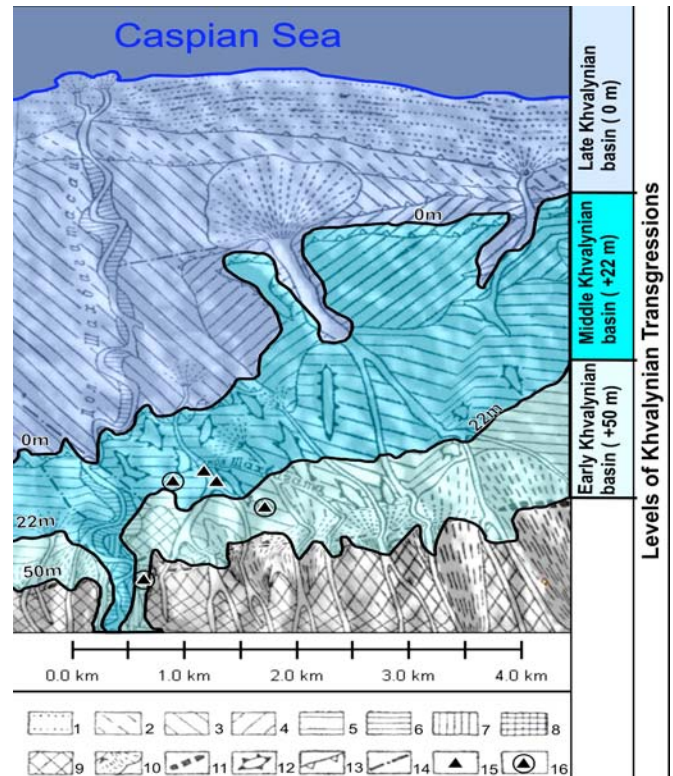 Caspian Sea
Late Khvalynian
basin ( 0 m)
Middle Khvalynian
basin ( +22 m)
Early Khvalynian
basin ( +50 m)
Levels of Khvalynian Transgressions
0m
0m
22m
22m
50m
0.0 km 1.0 km 2.0 km 3.0 km 4.0 km
1 2 3 4 5 6 7 8
9 10 11 12 13 14 15 16